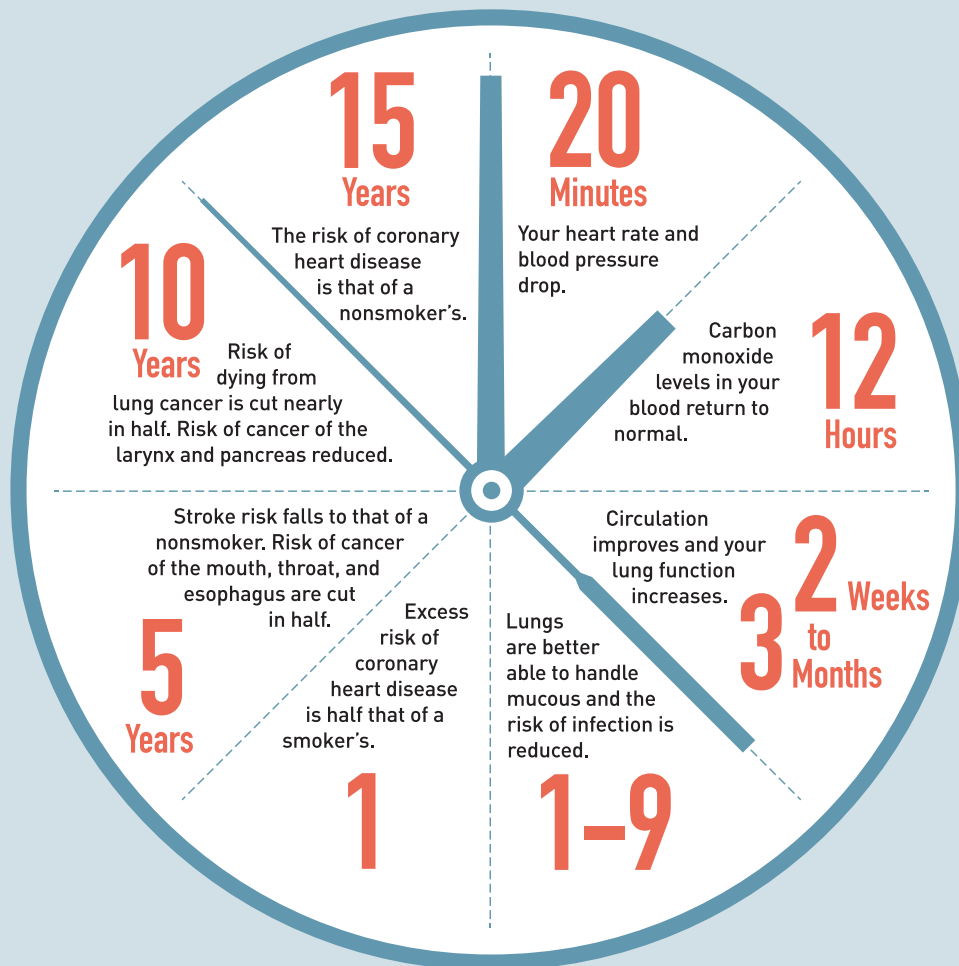 20
Minutes
Your heart rate and
blood pressure
drop.
12
Hours
Carbon
monoxide
levels in your
blood return to
normal.
2 Weeks
to
3 Months
Circulation
improves and your
lung function
increases.
1–9
Lungs
are better
able to handle
mucous and the
risk of infection is
reduced.
1
Excess
risk of
coronary
heart disease
is half that of a
smoker's.
5
Years
Stroke risk falls to that of a
nonsmoker. Risk of cancer
of the mouth, throat, and
esophagus are cut
in half.
10
Years
Risk of
dying from
lung cancer is cut nearly
in half. Risk of cancer of the
larynx and pancreas reduced.
15
Years
The risk of coronary
heart disease
is that of a
nonsmoker's.